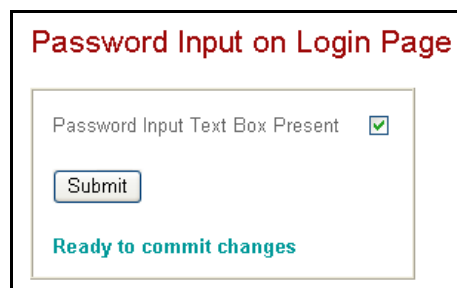 Password Input on Login Page
Password Input Text Box Present
Submit
Ready to commit changes